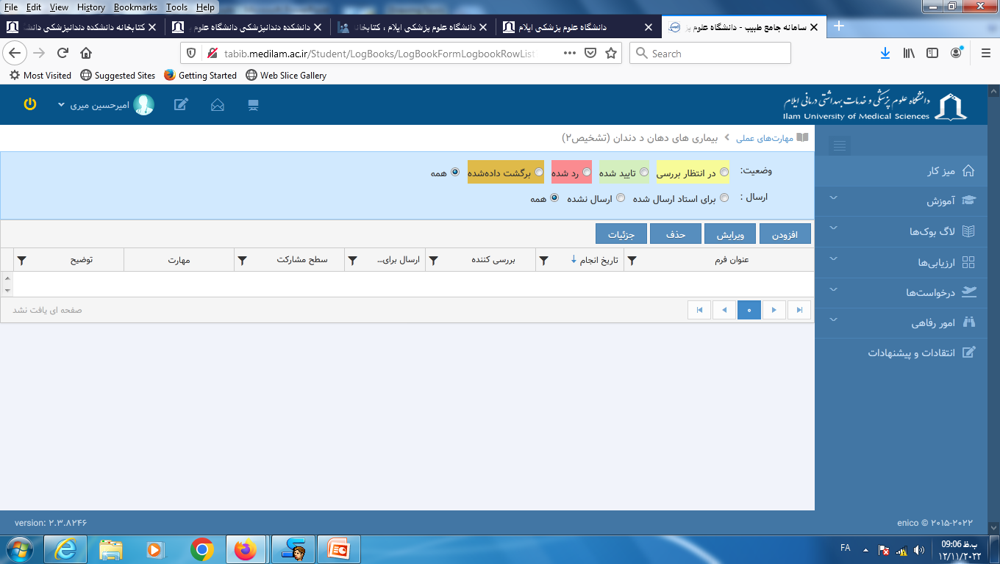 File Edit View History Bookmarks Tools Help
کتابخانه دانشکده دندانپزشکی دانش
دانشکده دندانپزشکی دانشگاه علوم
دانشگاه علوم پزشکی ایلام ، کتابخان
دانشگاه علوم پزشکی ایلام
سامانه جامع طبیب - دانشگاه علوم پز
tabib.medilam.ac.ir/Student/LogBooks/LogBookFormLogbookRowList
Search
Most Visited Suggested Sites Getting Started Web Slice Gallery
دانشگاه علوم پزشکی و خدمات بهداشتی درمانی ایلام
Ilam University of Medical Sciences
امیرحسین میری
مهارت‌های عملی
بیماری های دهان د دندان (تشخیص۲)
وضعیت: در انتظار بررسی تایید شده رد شده برگشت داده‌شده همه
ارسال : برای استاد ارسال شده ارسال نشده همه
افزودن ویرایش حذف جزئیات
عنوان فرم تاریخ انجام بررسی کننده ارسال برای... سطح مشارکت مهارت توضیح
۰
صفحه ای یافت نشد
میز کار
آموزش
لاگ بوک‌ها
ارزیابی‌ها
درخواست‌ها
امور رفاهی
انتقادات و پیشنهادات
version: ۲.۳.۸۲۴۶
enico © ۲۰۱۵-۲۰۲۲
FA
09:06 ب.ظ
۱۲/۱۱/۲۰۲۲